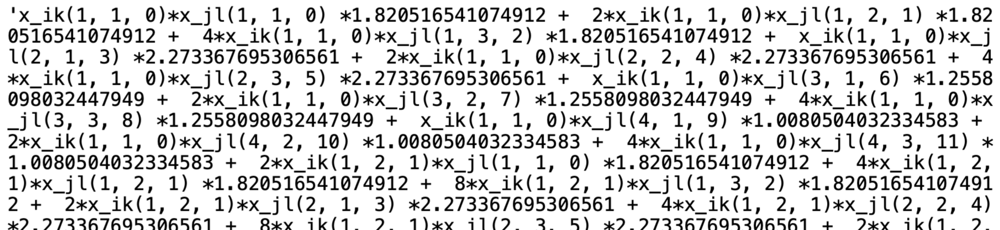 'x_ik(1, 1, 0)*x_jl(1, 1, 0) *1.820516541074912 +  2*x_ik(1, 1, 0)*x_jl(1, 2, 1) *1.82
0516541074912 +  4*x_ik(1, 1, 0)*x_jl(1, 3, 2) *1.820516541074912 +  x_ik(1, 1, 0)*x_j
l(2, 1, 3) *2.273367695306561 +  2*x_ik(1, 1, 0)*x_jl(2, 2, 4) *2.273367695306561 +  4
*x_ik(1, 1, 0)*x_jl(2, 3, 5) *2.273367695306561 +  x_ik(1, 1, 0)*x_jl(3, 1, 6) *1.2558
098032447949 +  2*x_ik(1, 1, 0)*x_jl(3, 2, 7) *1.2558098032447949 +  4*x_ik(1, 1, 0)*x
_jl(3, 3, 8) *1.2558098032447949 +  x_ik(1, 1, 0)*x_jl(4, 1, 9) *1.0080504032334583 +
2*x_ik(1, 1, 0)*x_jl(4, 2, 10) *1.0080504032334583 +  4*x_ik(1, 1, 0)*x_jl(4, 3, 11) *
1.0080504032334583 +  2*x_ik(1, 2, 1)*x_jl(1, 1, 0) *1.820516541074912 +  4*x_ik(1, 2,
1)*x_jl(1, 2, 1) *1.820516541074912 +  8*x_ik(1, 2, 1)*x_jl(1, 3, 2) *1.82051654107491
2 +  2*x_ik(1, 2, 1)*x_jl(2, 1, 3) *2.273367695306561 +  4*x_ik(1, 2, 1)*x_jl(2, 2, 4)
*2.273367695306561 +  8*x_ik(1, 2, 1)*x_jl(2, 3, 5) *2.273367695306561 +  2*x_ik(1, 2,